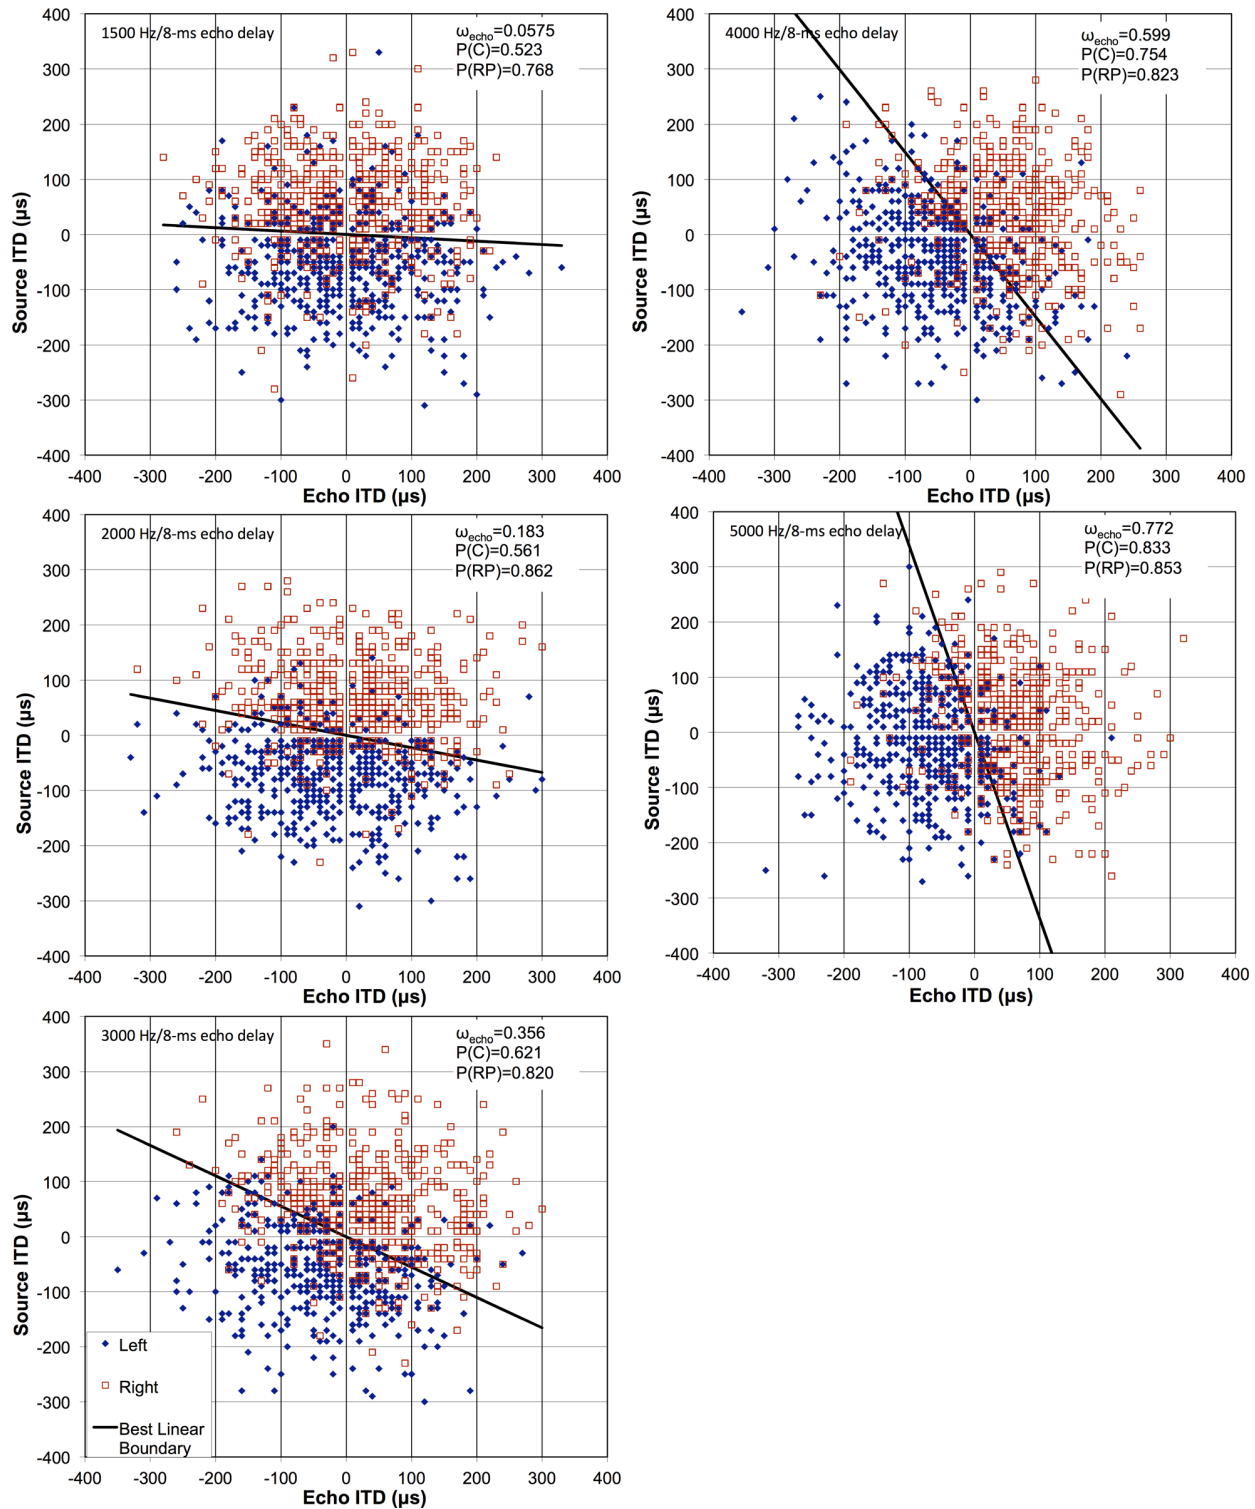 1500 Hz/8-ms echo delay
ωecho=0.0575
P(C)=0.523
P(RP)=0.768
400
300
200
100
0
-100
-200
-300
-400
Source ITD (µs)
-400 -300 -200 -100 0 100 200 300 400
Echo ITD (µs)
4000 Hz/8-ms echo delay
ωecho=0.599
P(C)=0.754
P(RP)=0.823
400
300
200
100
0
-100
-200
-300
-400
Source ITD (µs)
-400 -300 -200 -100 0 100 200 300 400
Echo ITD (µs)
2000 Hz/8-ms echo delay
ωecho=0.183
P(C)=0.561
P(RP)=0.862
400
300
200
100
0
-100
-200
-300
-400
Source ITD (µs)
-400 -300 -200 -100 0 100 200 300 400
Echo ITD (µs)
5000 Hz/8-ms echo delay
ωecho=0.772
P(C)=0.833
P(RP)=0.853
400
300
200
100
0
-100
-200
-300
-400
Source ITD (µs)
-400 -300 -200 -100 0 100 200 300 400
Echo ITD (µs)
3000 Hz/8-ms echo delay
ωecho=0.356
P(C)=0.621
P(RP)=0.820
400
300
200
100
0
-100
-200
-300
-400
Source ITD (µs)
Left
Right
Best Linear
Boundary
-400 -300 -200 -100 0 100 200 300 400
Echo ITD (µs)